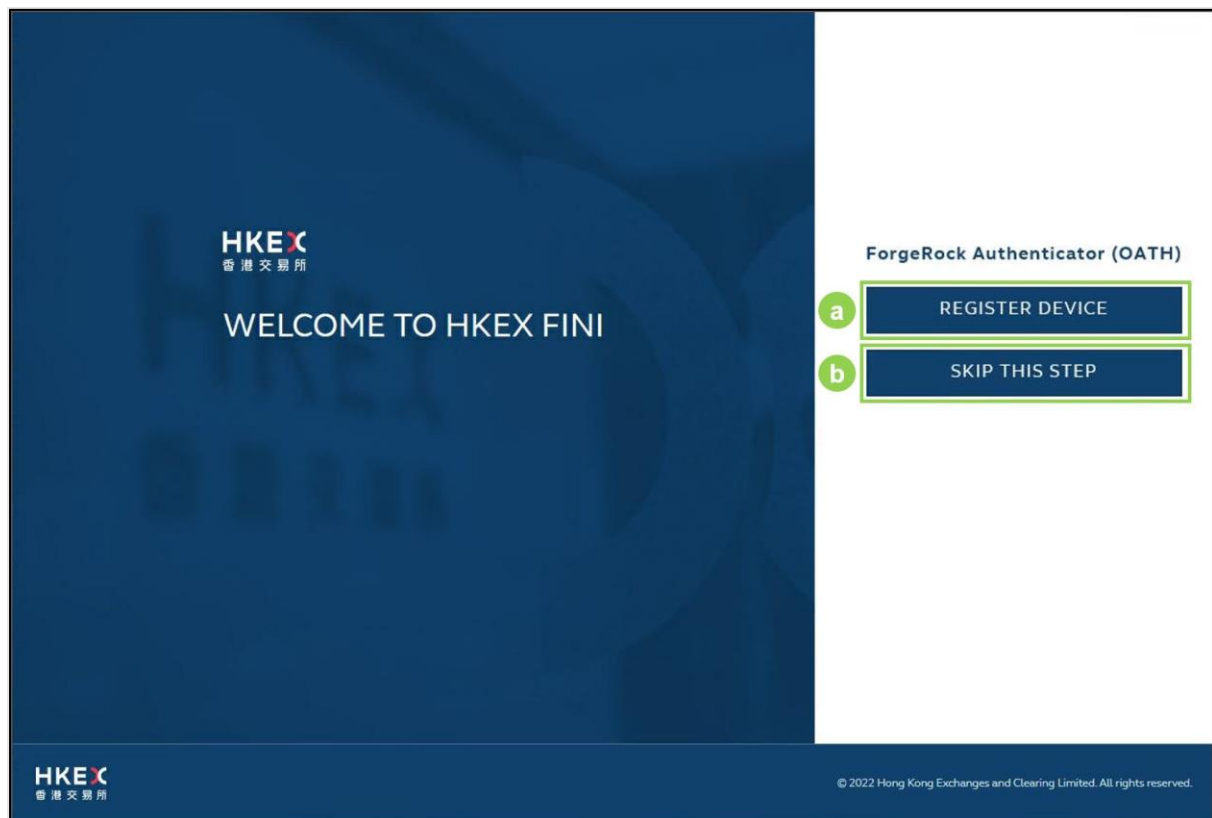 HKEX
香港交易所
WELCOME TO HKEX FINI
ForgeRock Authenticator (OATH)
a
REGISTER DEVICE
b
SKIP THIS STEP
HKEX
香港交易所
© 2022 Hong Kong Exchanges and Clearing Limited. All rights reserved.